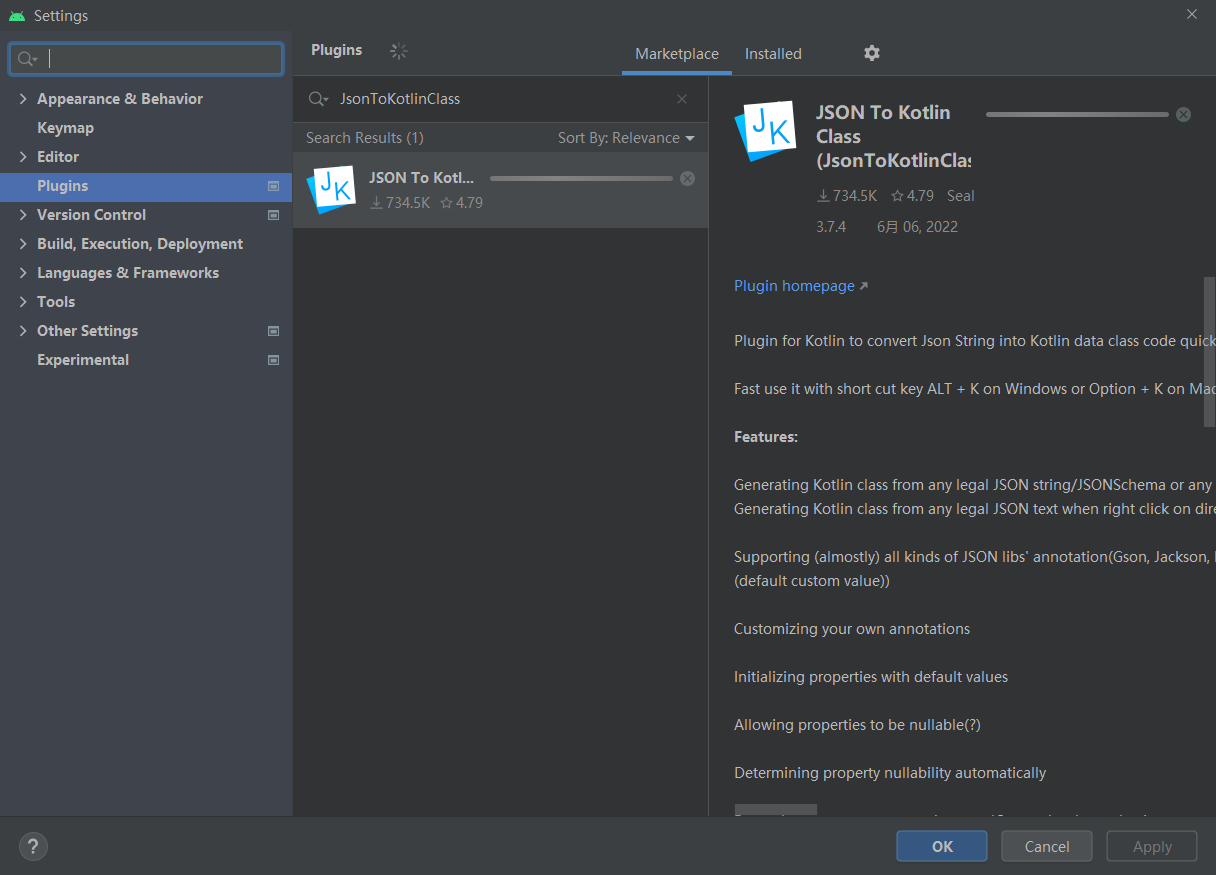 Settings
Appearance & Behavior
Keymap
Editor
Plugins
Version Control
Build, Execution, Deployment
Languages & Frameworks
Tools
Other Settings
Experimental
Plugins
Marketplace
Installed
JsonToKotlinClass
Search Results (1)
Sort By: Relevance
JK
JSON To Kotl...
734.5K 4.79
JK
JSON To Kotlin
Class
(JsonToKotlinClas
734.5K 4.79 Seal
3.7.4 6月 06, 2022
Plugin homepage
Plugin for Kotlin to convert Json String into Kotlin data class code quick
Fast use it with short cut key ALT + K on Windows or Option + K on Mac
Features:
Generating Kotlin class from any legal JSON string/JSONSchema or any
Generating Kotlin class from any legal JSON text when right click on dire
Supporting (almostly) all kinds of JSON libs' annotation(Gson, Jackson,
(default custom value))
Customizing your own annotations
Initializing properties with default values
Allowing properties to be nullable(?)
Determining property nullability automatically
?
OK
Cancel
Apply